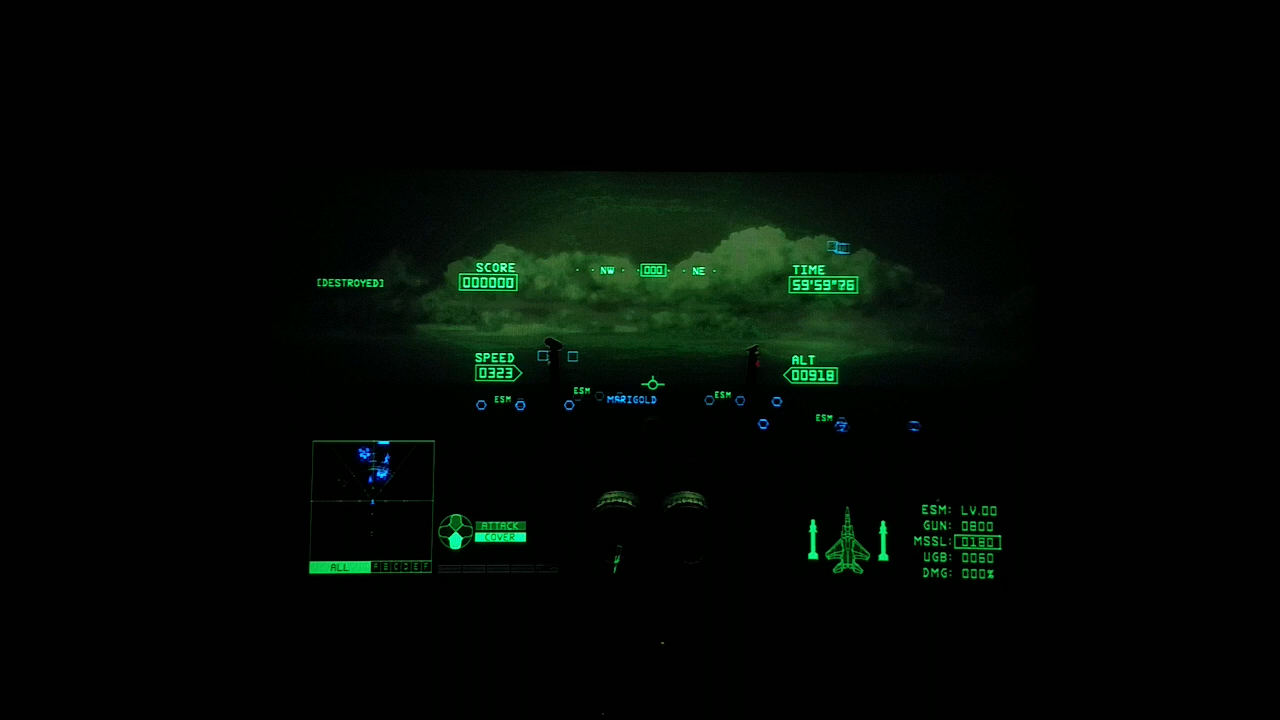 SCORE
000000
NW
000
NE
TIME
59'59"76
[DESTROYED]
SPEED
0323
ALT
00918
ESM
ESM
MARIGOLD
ESM
ESM
ATTACK
COVER
ALL A B C D E F
ESM: LV.00
GUN: 0800
MSSL: 0180
UGB: 0060
DMG: 000%